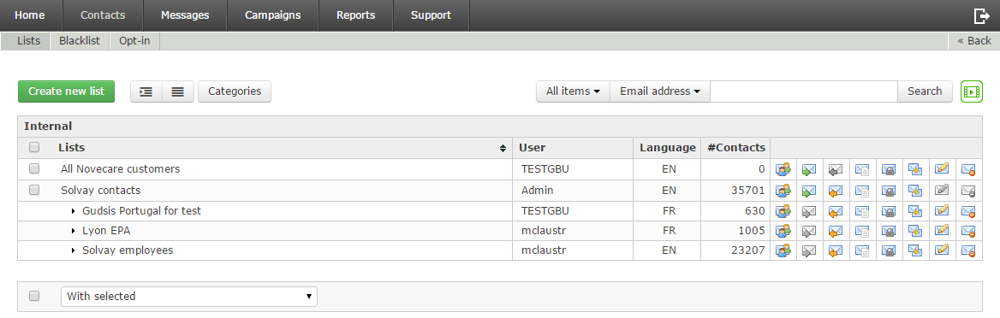 Home Contacts Messages Campaigns Reports Support
Lists Blacklist Opt-in « Back
Create new list Categories All items Email address Search
Internal
Lists User Language #Contacts
All Novecare customers TESTGBU EN 0
Solvay contacts Admin EN 35701
Gudsis Portugal for test TESTGBU FR 630
Lyon EPA mclaustr FR 1005
Solvay employees mclaustr EN 23207
With selected